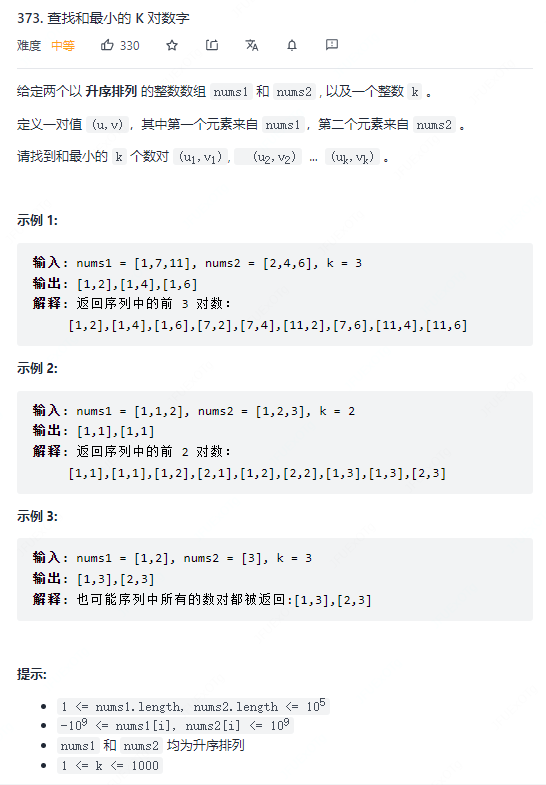 373. 查找和最小的 K 对数字
难度 中等 330
给定两个以 升序排列 的整数数组 nums1 和 nums2 , 以及一个整数 k 。
定义一对值 (u,v)，其中第一个元素来自 nums1，第二个元素来自 nums2 。
请找到和最小的 k 个数对 (u1,v1), (u2,v2) ... (uk,vk) 。
示例 1:
输入: nums1 = [1,7,11], nums2 = [2,4,6], k = 3
输出: [1,2],[1,4],[1,6]
解释: 返回序列中的前 3 对数：
[1,2],[1,4],[1,6],[7,2],[7,4],[11,2],[7,6],[11,4],[11,6]
示例 2:
输入: nums1 = [1,1,2], nums2 = [1,2,3], k = 2
输出: [1,1],[1,1]
解释: 返回序列中的前 2 对数：
[1,1],[1,1],[1,2],[2,1],[1,2],[2,2],[1,3],[1,3],[2,3]
示例 3:
输入: nums1 = [1,2], nums2 = [3], k = 3
输出: [1,3],[2,3]
解释: 也可能序列中所有的数对都被返回:[1,3],[2,3]
提示:
1 <= nums1.length, nums2.length <= 10^5
-10^9 <= nums1[i], nums2[i] <= 10^9
nums1 和 nums2 均为升序排列
1 <= k <= 1000